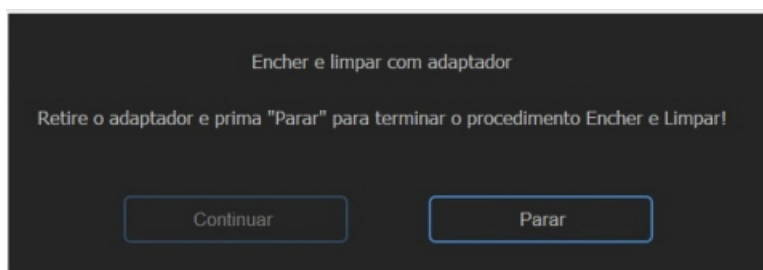 Encher e limpar com adaptador
Retire o adaptador e prima "Parar" para terminar o procedimento Encher e Limpar!
Continuar
Parar